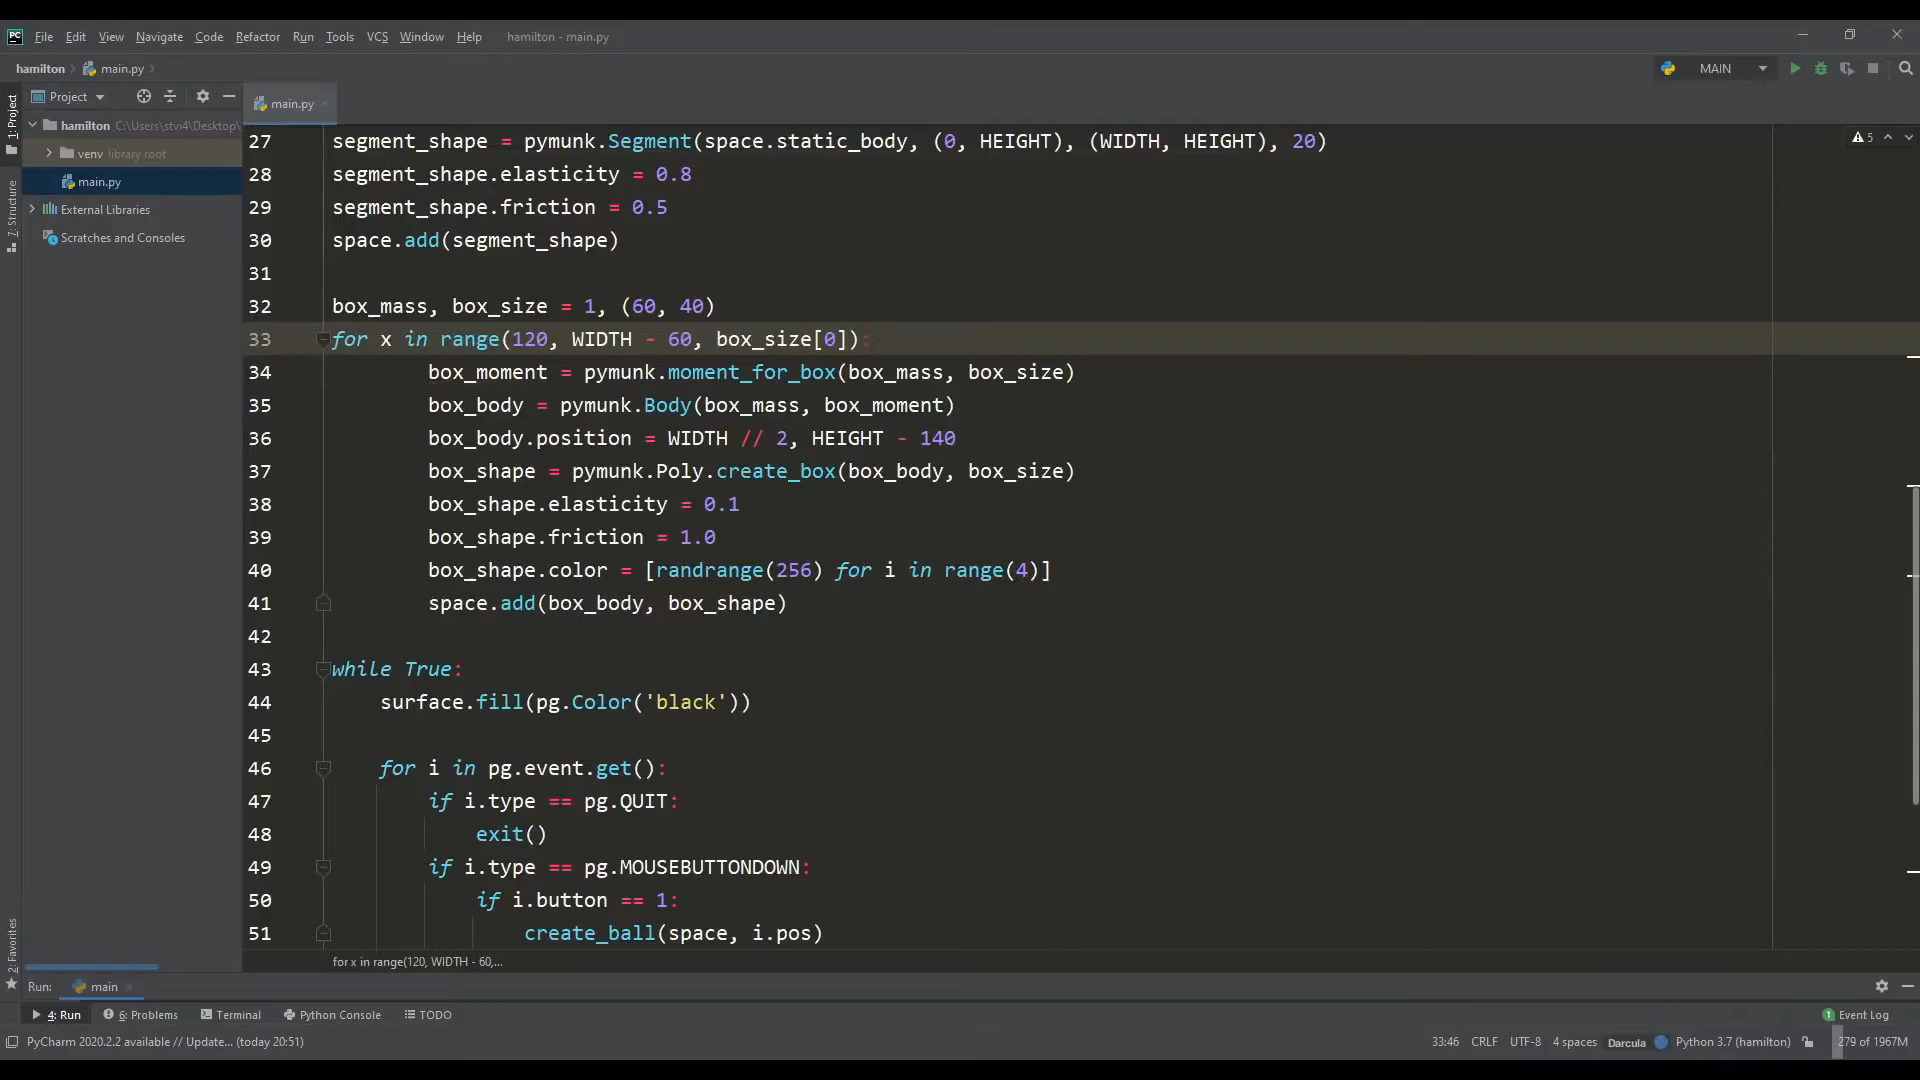 PC File Edit View Navigate Code Refactor Run Tools VCS Window Help hamilton - main.py
hamilton main.py MAIN
Project main.py
1: Project
hamilton C:\Users\stvi4\Desktop\
venv library root
main.py
External Libraries
Scratches and Consoles
7: Structure
2: Favorites
5
27 segment_shape = pymunk.Segment(space.static_body, (0, HEIGHT), (WIDTH, HEIGHT), 20)
28 segment_shape.elasticity = 0.8
29 segment_shape.friction = 0.5
30 space.add(segment_shape)
31
32 box_mass, box_size = 1, (60, 40)
33 for x in range(120, WIDTH - 60, box_size[0]):
34 box_moment = pymunk.moment_for_box(box_mass, box_size)
35 box_body = pymunk.Body(box_mass, box_moment)
36 box_body.position = WIDTH // 2, HEIGHT - 140
37 box_shape = pymunk.Poly.create_box(box_body, box_size)
38 box_shape.elasticity = 0.1
39 box_shape.friction = 1.0
40 box_shape.color = [randrange(256) for i in range(4)]
41 space.add(box_body, box_shape)
42
43 while True:
44 surface.fill(pg.Color('black'))
45
46 for i in pg.event.get():
47 if i.type == pg.QUIT:
48 exit()
49 if i.type == pg.MOUSEBUTTONDOWN:
50 if i.button == 1:
51 create_ball(space, i.pos)
for x in range(120, WIDTH - 60,...
Run: main
4: Run 6: Problems Terminal Python Console TODO 1 Event Log
PyCharm 2020.2.2 available // Update... (today 20:51) 33:46 CRLF UTF-8 4 spaces Darcula Python 3.7 (hamilton) 279 of 1967M